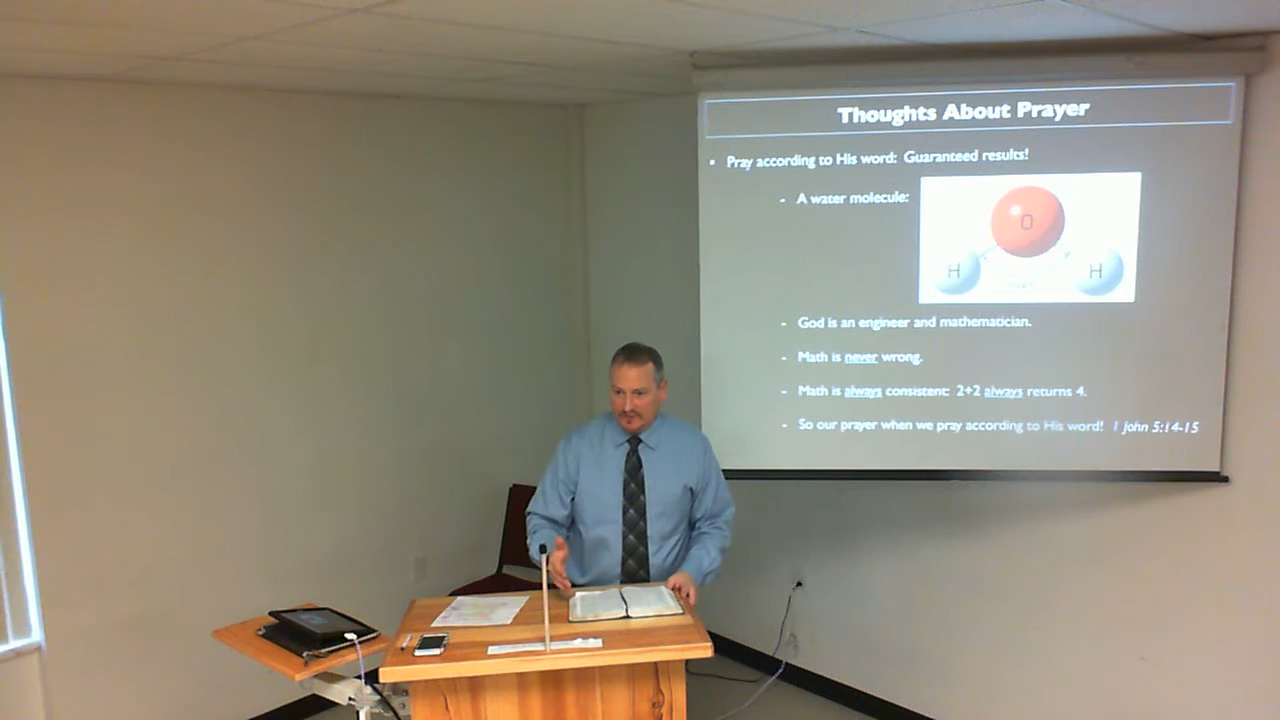 Thoughts About Prayer
• Pray according to His word: Guaranteed results!
- A water molecule:
O
H H
- God is an engineer and mathematician.
- Math is never wrong.
- Math is always consistent: 2+2 always returns 4.
- So our prayer when we pray according to His word! 1 John 5:14-15